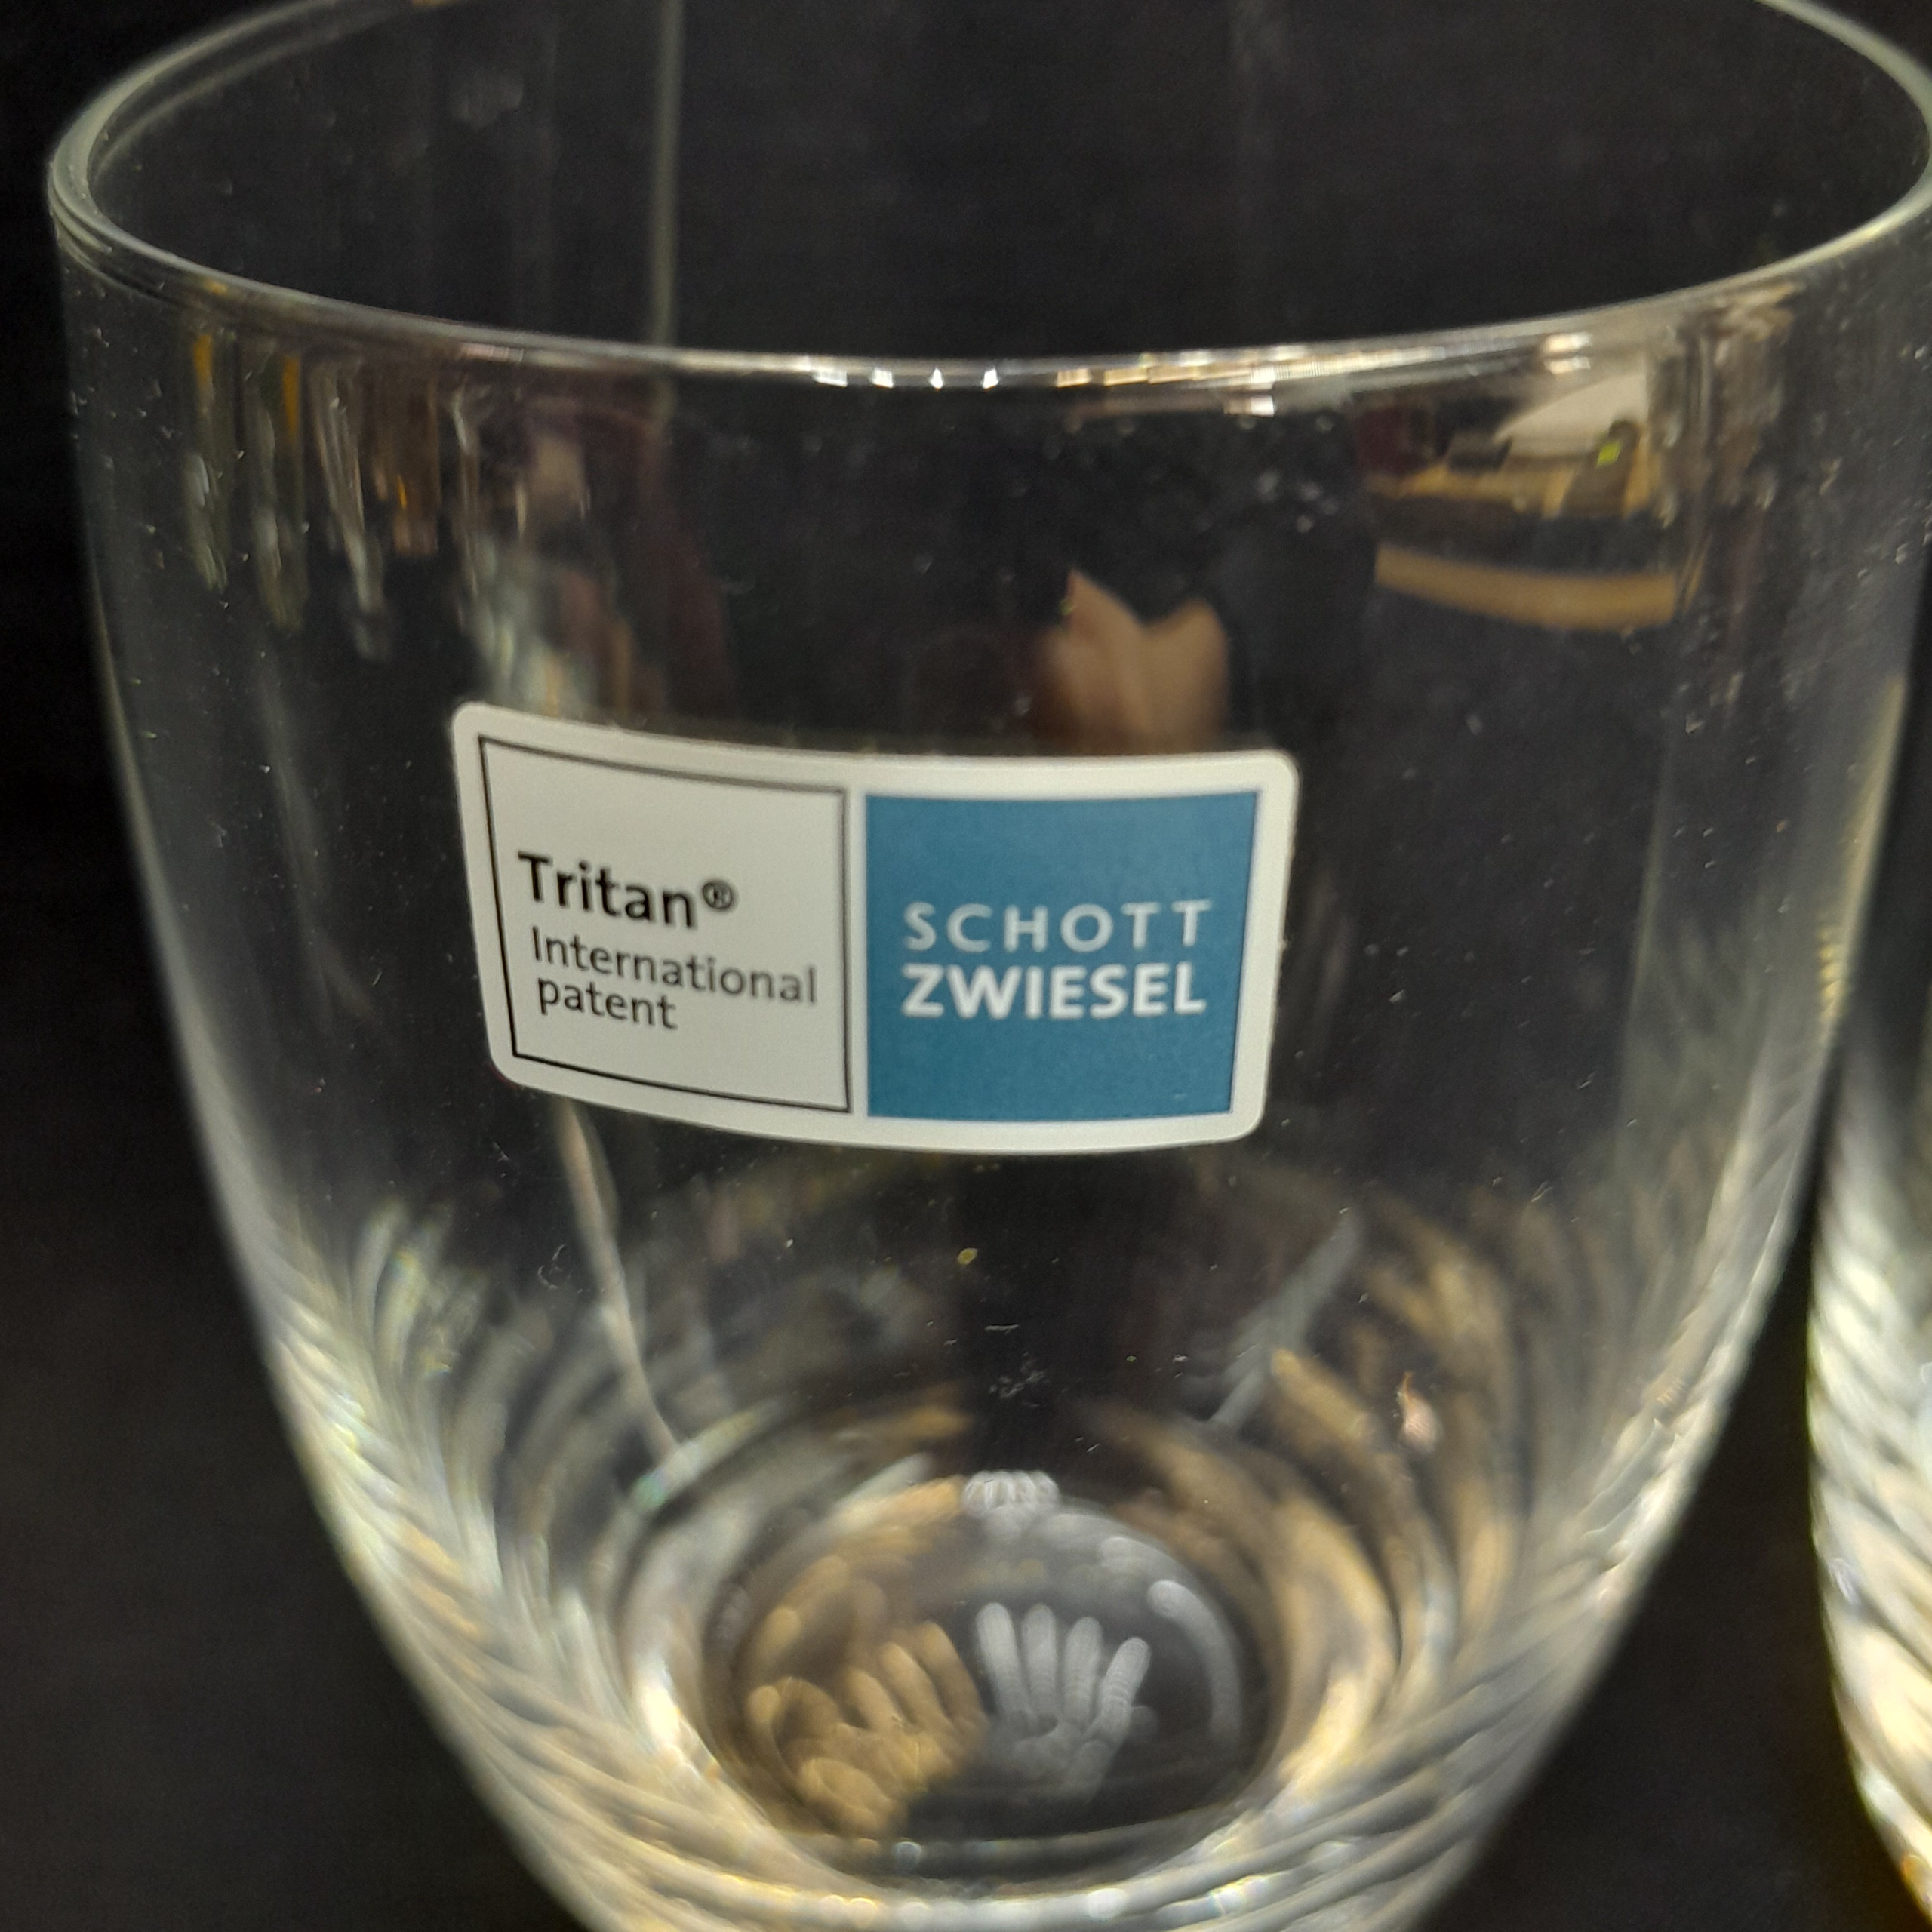 Tritan®
International
patent
SCHOTT
ZWIESEL